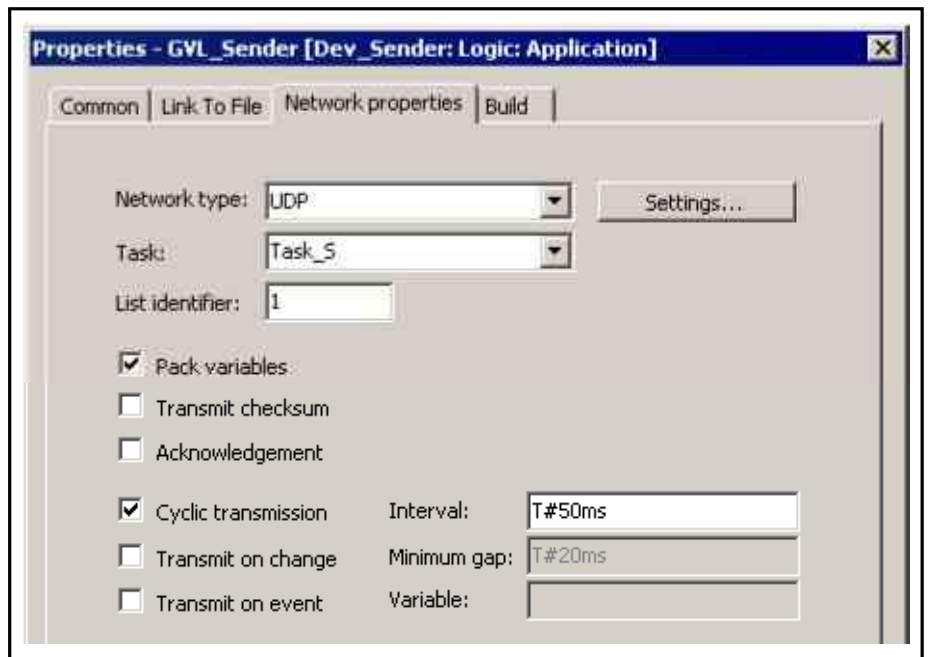 Properties - GVL_Sender [Dev_Sender: Logic: Application]
Common Link To File Network properties Build
Network type: UDP Settings...
Task: Task_S
List identifier: 1
Pack variables
Transmit checksum
Acknowledgement
Cyclic transmission Interval: T#50ms
Transmit on change Minimum gap: T#20ms
Transmit on event Variable: